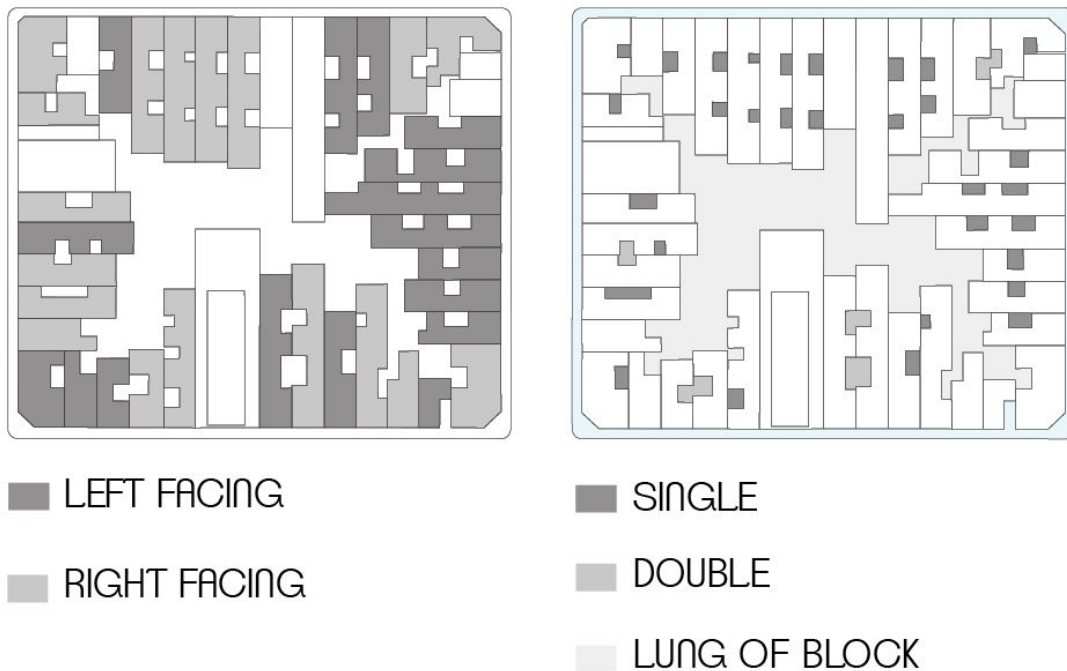 LEFT FACING
RIGHT FACING
SINGLE
DOUBLE
LUNG OF BLOCK